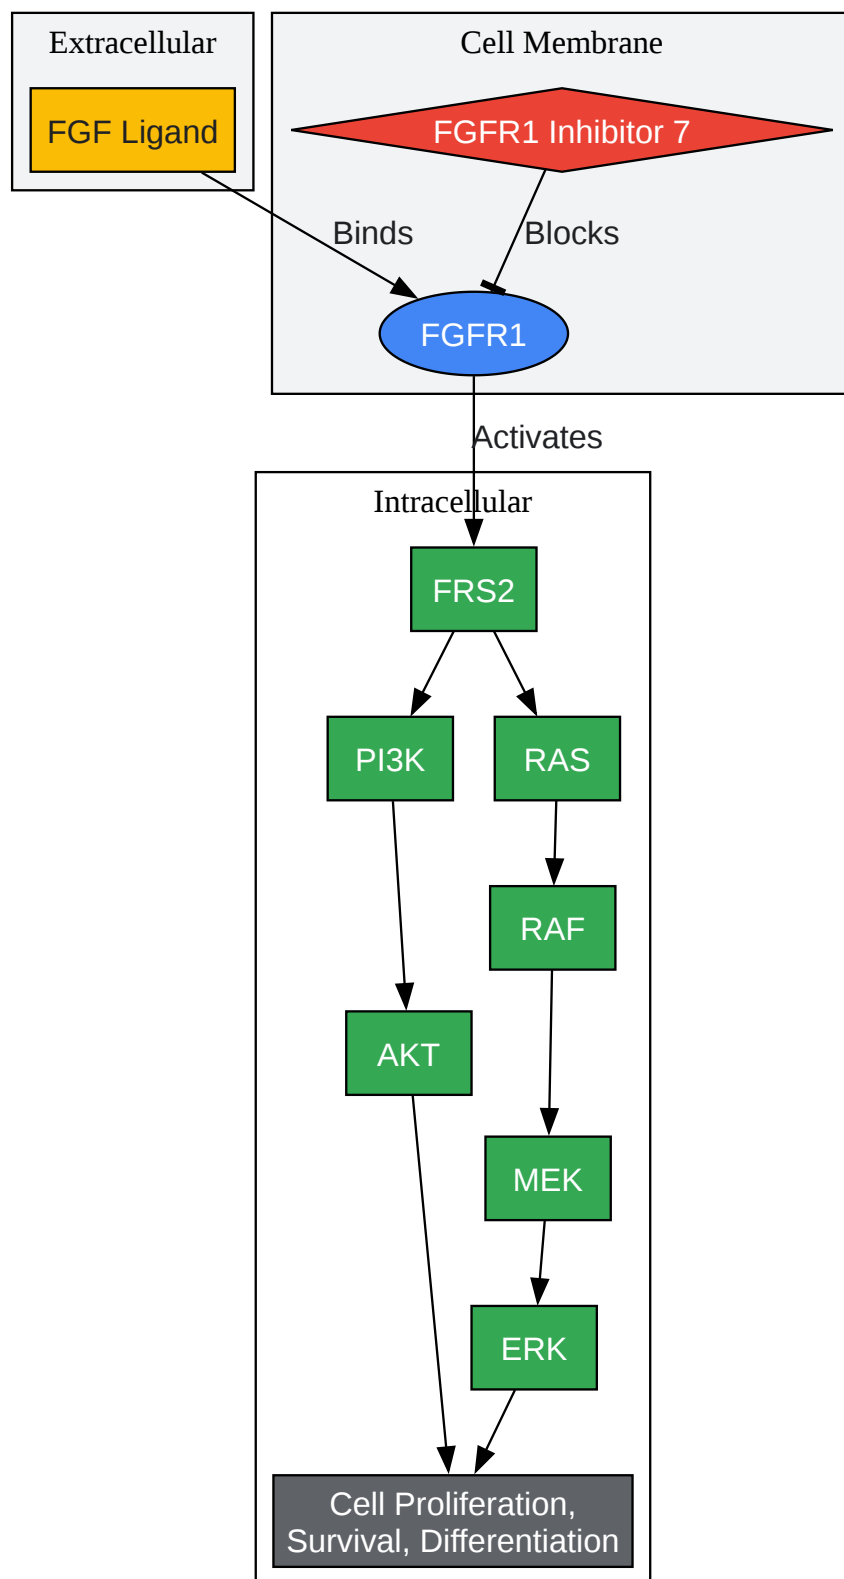 Extracellular
Cell Membrane
FGF Ligand
FGFR1 Inhibitor 7
Binds
Blocks
FGFR1
Activates
Intracellular
FRS2
PI3K
RAS
RAF
AKT
MEK
ERK
Cell Proliferation,
Survival, Differentiation